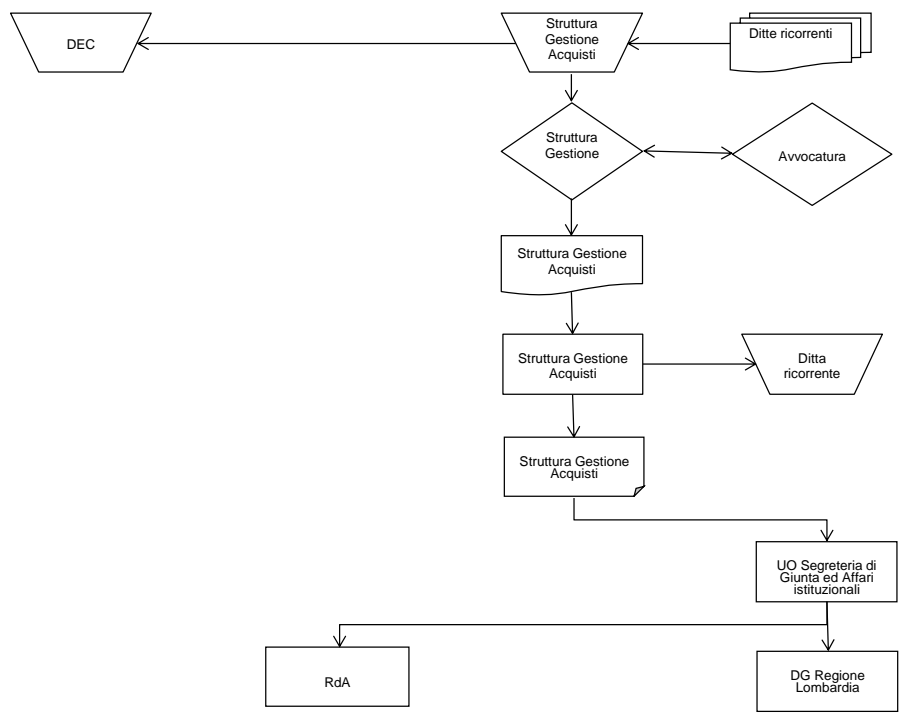 DEC
Struttura
Gestione
Acquisti
Ditte ricorrenti
Struttura
Gestione
Avvocatura
Struttura Gestione
Acquisti
Struttura Gestione
Acquisti
Ditta
ricorrente
Struttura Gestione
Acquisti
UO Segreteria di
Giunta ed Affari
istituzionali
RdA
DG Regione
Lombardia